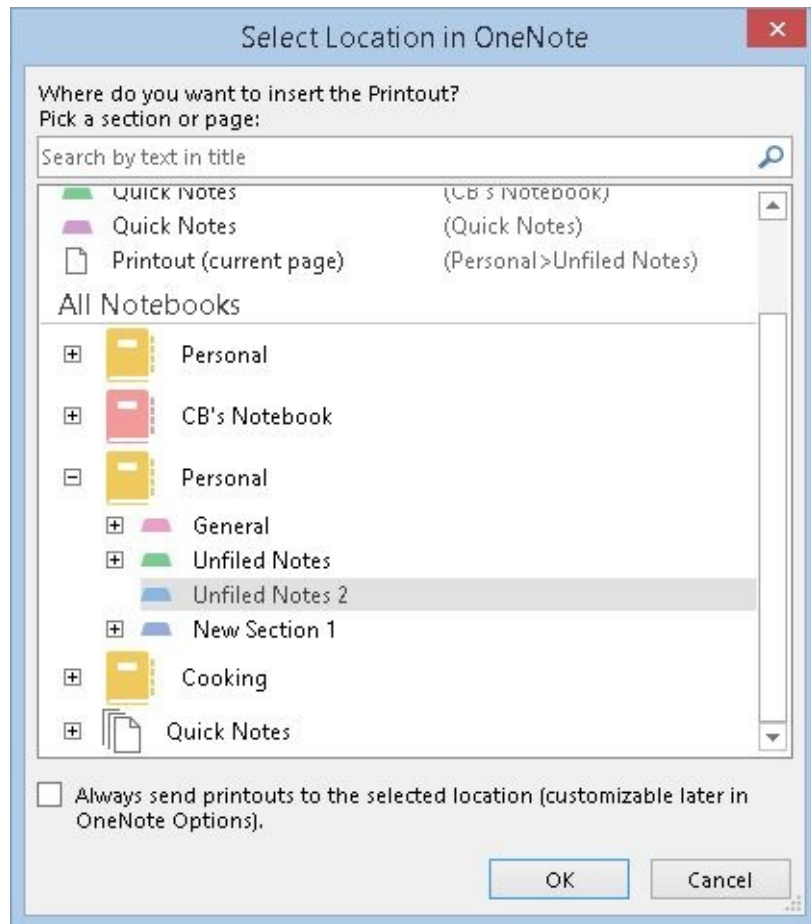 Select Location in OneNote
Where do you want to insert the Printout?
Pick a section or page:
Search by text in title
Quick Notes (CB's Notebook)
Quick Notes (Quick Notes)
Printout (current page) (Personal>Unfiled Notes)
All Notebooks
Personal
CB's Notebook
Personal
General
Unfiled Notes
Unfiled Notes 2
New Section 1
Cooking
Quick Notes
Always send printouts to the selected location (customizable later in
OneNote Options).
OK Cancel